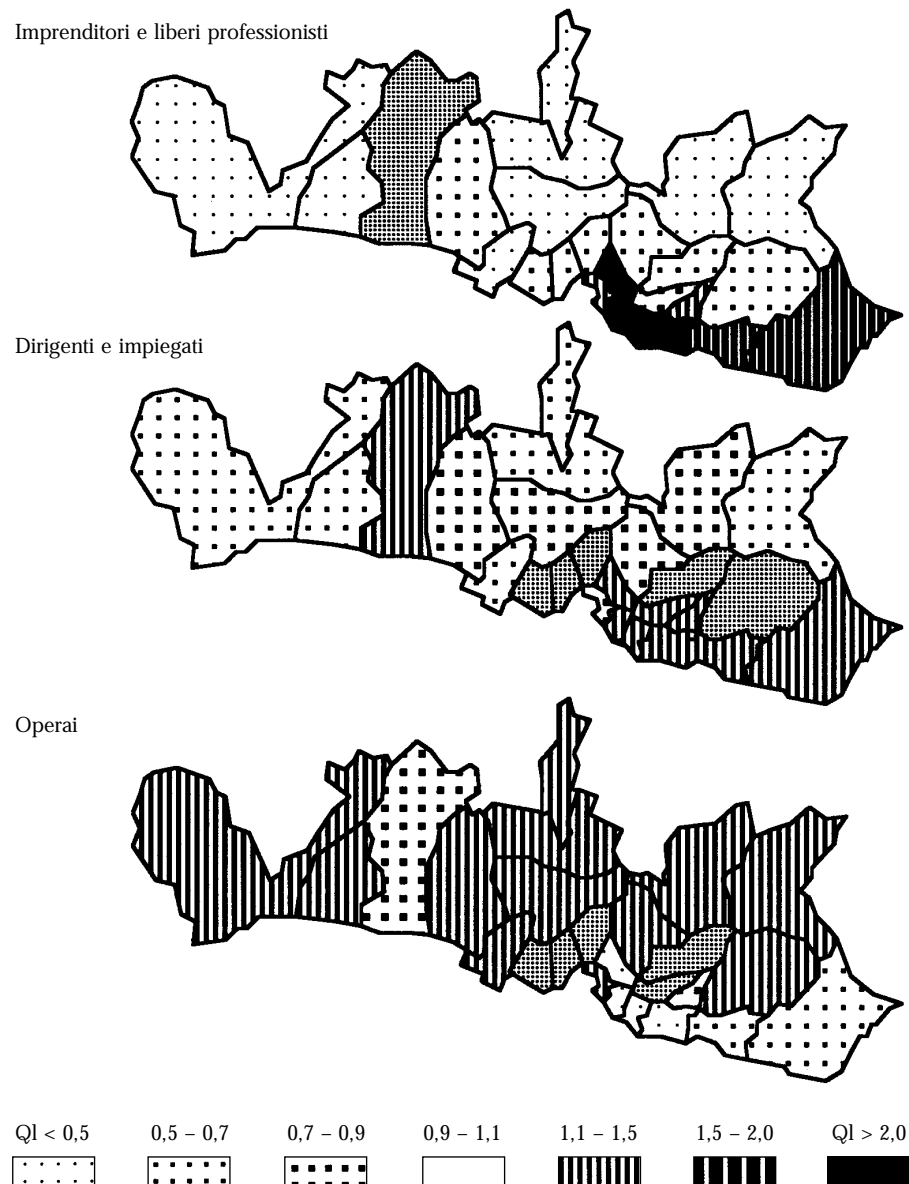 Imprenditori e liberi professionisti
Dirigenti e impiegati
Operai
Ql < 0,5 0,5 – 0,7 0,7 – 0,9 0,9 – 1,1 1,1 – 1,5 1,5 – 2,0 Ql > 2,0